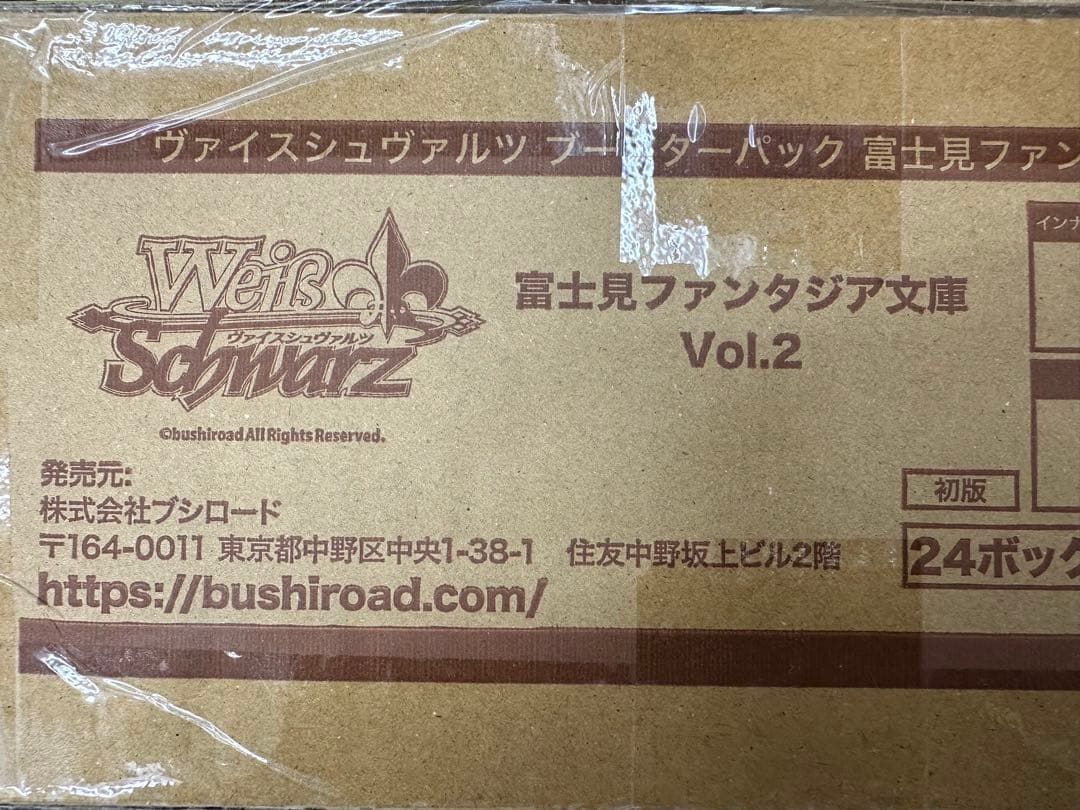 ヴァイスシュヴァルツ ブースターパック 富士見ファン
Weiß
ヴァイスシュヴァルツ
Schwarz
©bushiroad All Rights Reserved.
富士見ファンタジア文庫
Vol.2
インナ
発売元:
株式会社ブシロード
〒164-0011 東京都中野区中央1-38-1 住友中野坂上ビル2階
https://bushiroad.com/
初版
24ボック